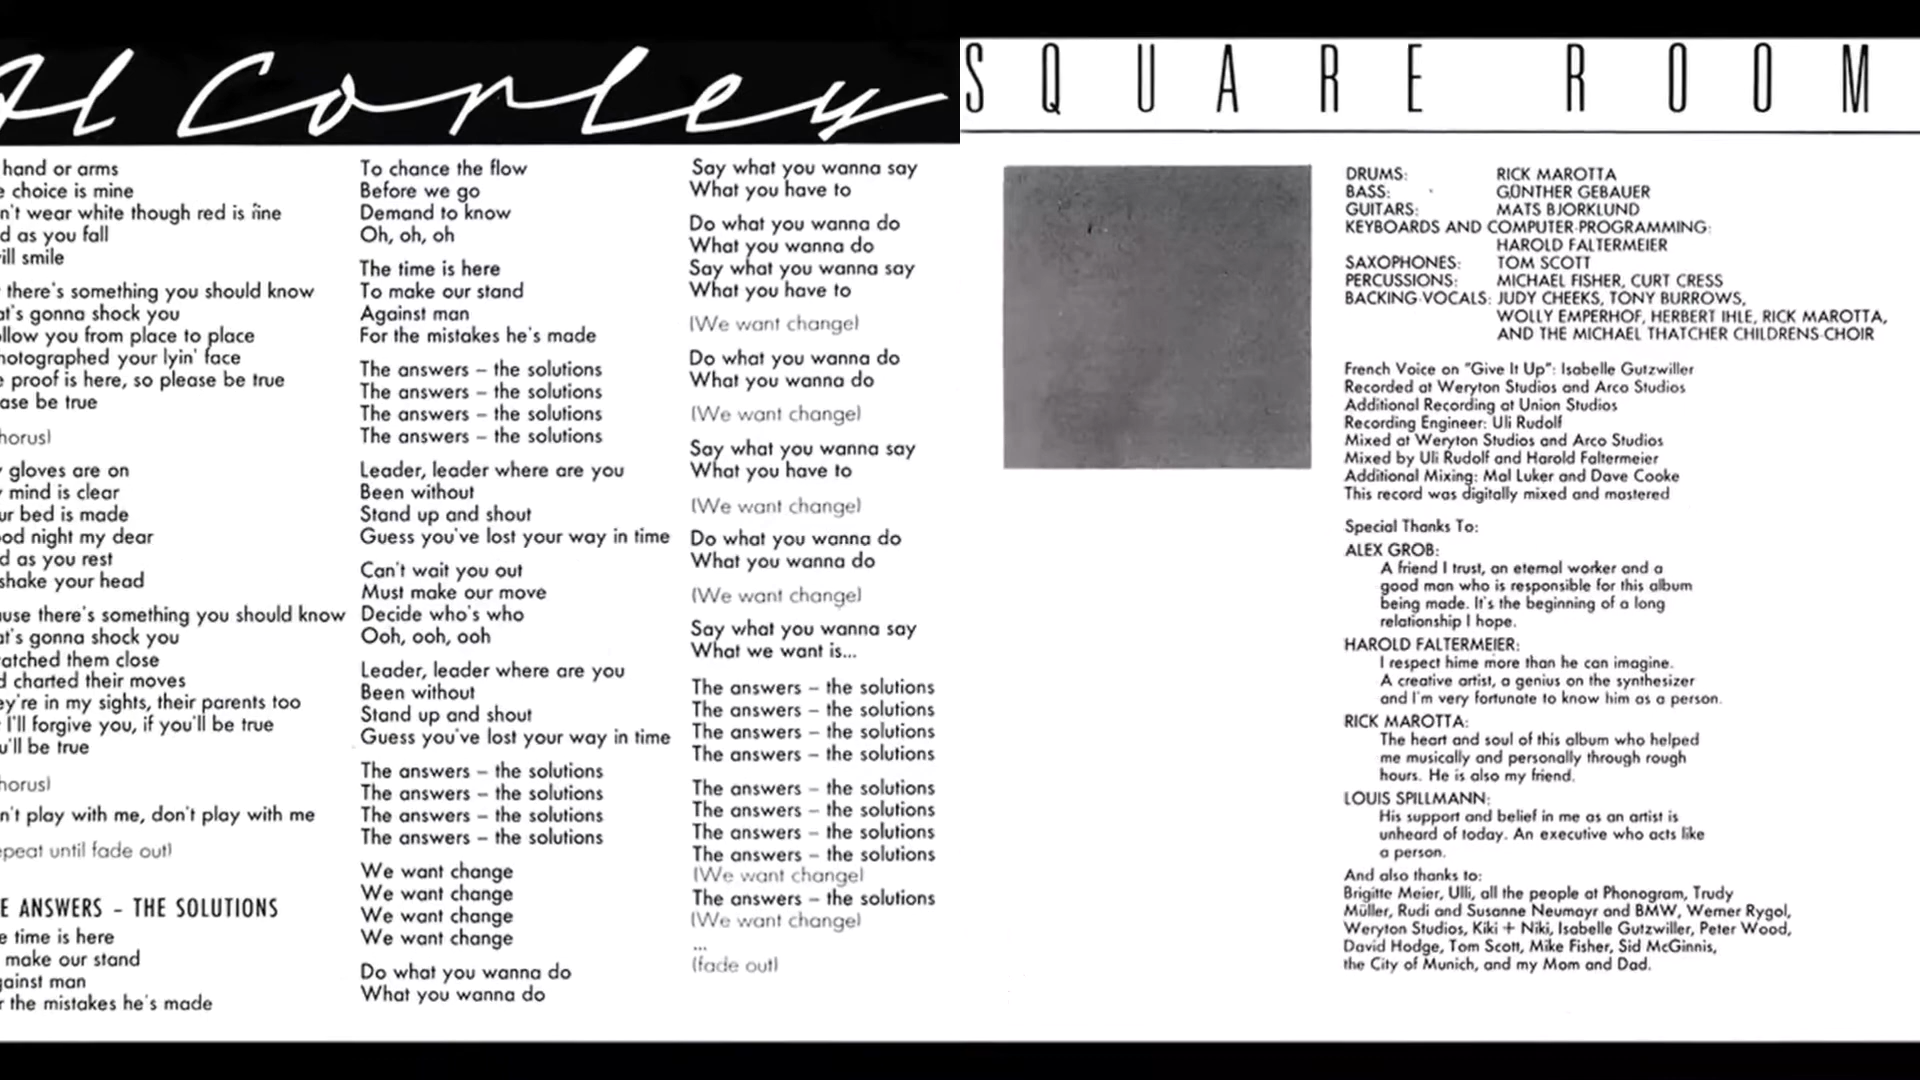 Al Corley
hand or arms
choice is mine
wear white though red is fine
as you fall
smile
there's something you should know
gonna shock you
you from place to place
your lyin' face
proof is here, so please be true
be true
gloves are on
mind is clear
bed is made
night my dear
as you rest
shake your head
there's something you should know
gonna shock you
them close
charted their moves
in my sights, their parents too
I'll forgive you, if you'll be true
be true
play with me, don't play with me
until fade out)
ANSWERS – THE SOLUTIONS
time is here
make our stand
man
the mistakes he's made
To chance the flow
Before we go
Demand to know
Oh, oh, oh
The time is here
To make our stand
Against man
For the mistakes he's made
The answers – the solutions
The answers – the solutions
The answers – the solutions
The answers – the solutions
Leader, leader where are you
Been without
Stand up and shout
Guess you've lost your way in time
Can't wait you out
Must make our move
Decide who's who
Ooh, ooh, ooh
Leader, leader where are you
Been without
Stand up and shout
Guess you've lost your way in time
The answers – the solutions
The answers – the solutions
The answers – the solutions
The answers – the solutions
We want change
We want change
We want change
We want change
Do what you wanna do
What you wanna do
Say what you wanna say
What you have to
Do what you wanna do
What you wanna do
Say what you wanna say
What you have to
(We want change)
Do what you wanna do
What you wanna do
(We want change)
Say what you wanna say
What you have to
(We want change)
Do what you wanna do
What you wanna do
(We want change)
Say what you wanna say
What we want is...
The answers – the solutions
The answers – the solutions
The answers – the solutions
The answers – the solutions
The answers – the solutions
The answers – the solutions
The answers – the solutions
The answers – the solutions
(We want change)
The answers – the solutions
(We want change)
...
(fade out)
SQUARE ROOM
DRUMS: RICK MAROTTA
BASS: GÜNTHER GEBAUER
GUITARS: MATS BJORKLUND
KEYBOARDS AND COMPUTER-PROGRAMMING:
HAROLD FALTERMEIER
SAXOPHONES: TOM SCOTT
PERCUSSIONS: MICHAEL FISHER, CURT CRESS
BACKING-VOCALS: JUDY CHEEKS, TONY BURROWS,
WOLLY EMPERHOF, HERBERT IHLE, RICK MAROTTA,
AND THE MICHAEL THATCHER CHILDRENS-CHOIR
French Voice on "Give It Up": Isabelle Gutzwiller
Recorded at Weryton Studios and Arco Studios
Additional Recording at Union Studios
Recording Engineer: Uli Rudolf
Mixed at Weryton Studios and Arco Studios
Mixed by Uli Rudolf and Harold Faltermeier
Additional Mixing: Mal Luker and Dave Cooke
This record was digitally mixed and mastered
Special Thanks To:
ALEX GROB:
A friend I trust, an eternal worker and a
good man who is responsible for this album
being made. It's the beginning of a long
relationship I hope.
HAROLD FALTERMEIER:
I respect hime more than he can imagine.
A creative artist, a genius on the synthesizer
and I'm very fortunate to know him as a person.
RICK MAROTTA:
The heart and soul of this album who helped
me musically and personally through rough
hours. He is also my friend.
LOUIS SPILLMANN:
His support and belief in me as an artist is
unheard of today. An executive who acts like
a person.
And also thanks to:
Brigitte Meier, Ulli, all the people at Phonogram, Trudy
Müller, Rudi and Susanne Neumayr and BMW, Werner Rygol,
Weryton Studios, Kiki + Niki, Isabelle Gutzwiller, Peter Wood,
David Hodge, Tom Scott, Mike Fisher, Sid McGinnis,
the City of Munich, and my Mom and Dad.